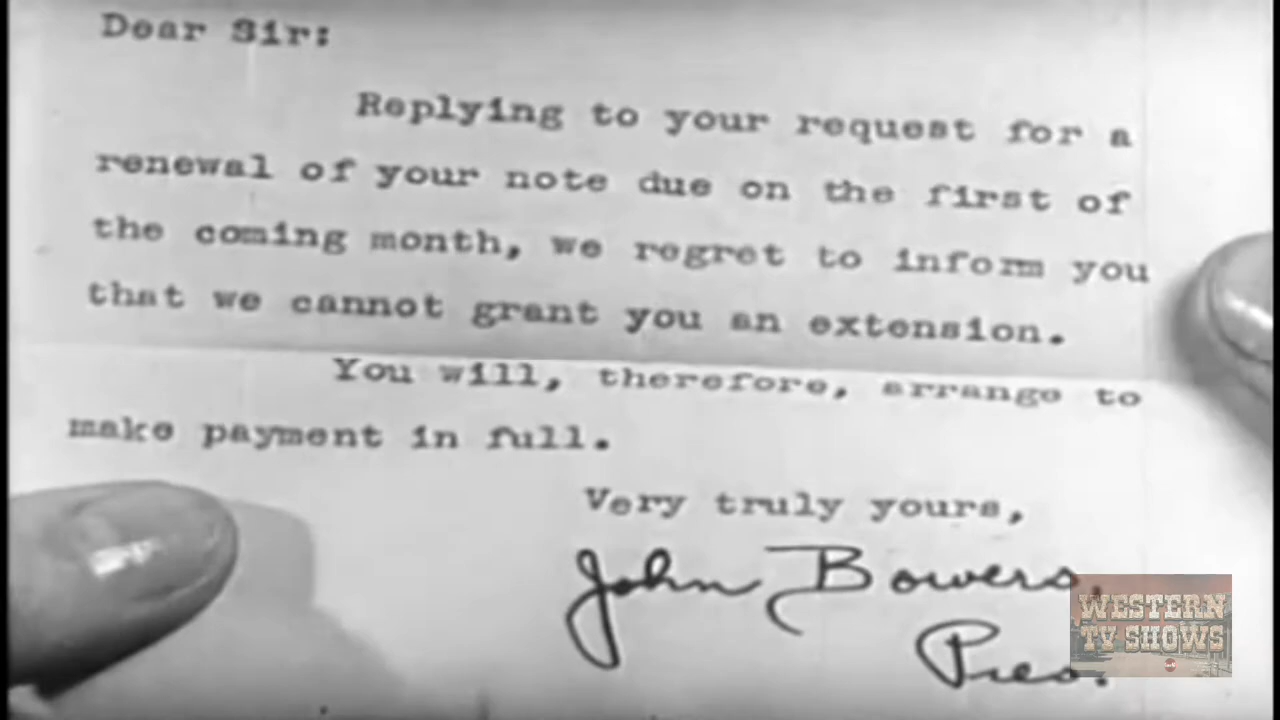 Dear Sir:
Replying to your request for a
renewal of your note due on the first of
the coming month, we regret to inform you
that we cannot grant you an extension.
You will, therefore, arrange to
make payment in full.
Very truly yours,
John Bowers,
Pres.
WESTERN
TV SHOWS